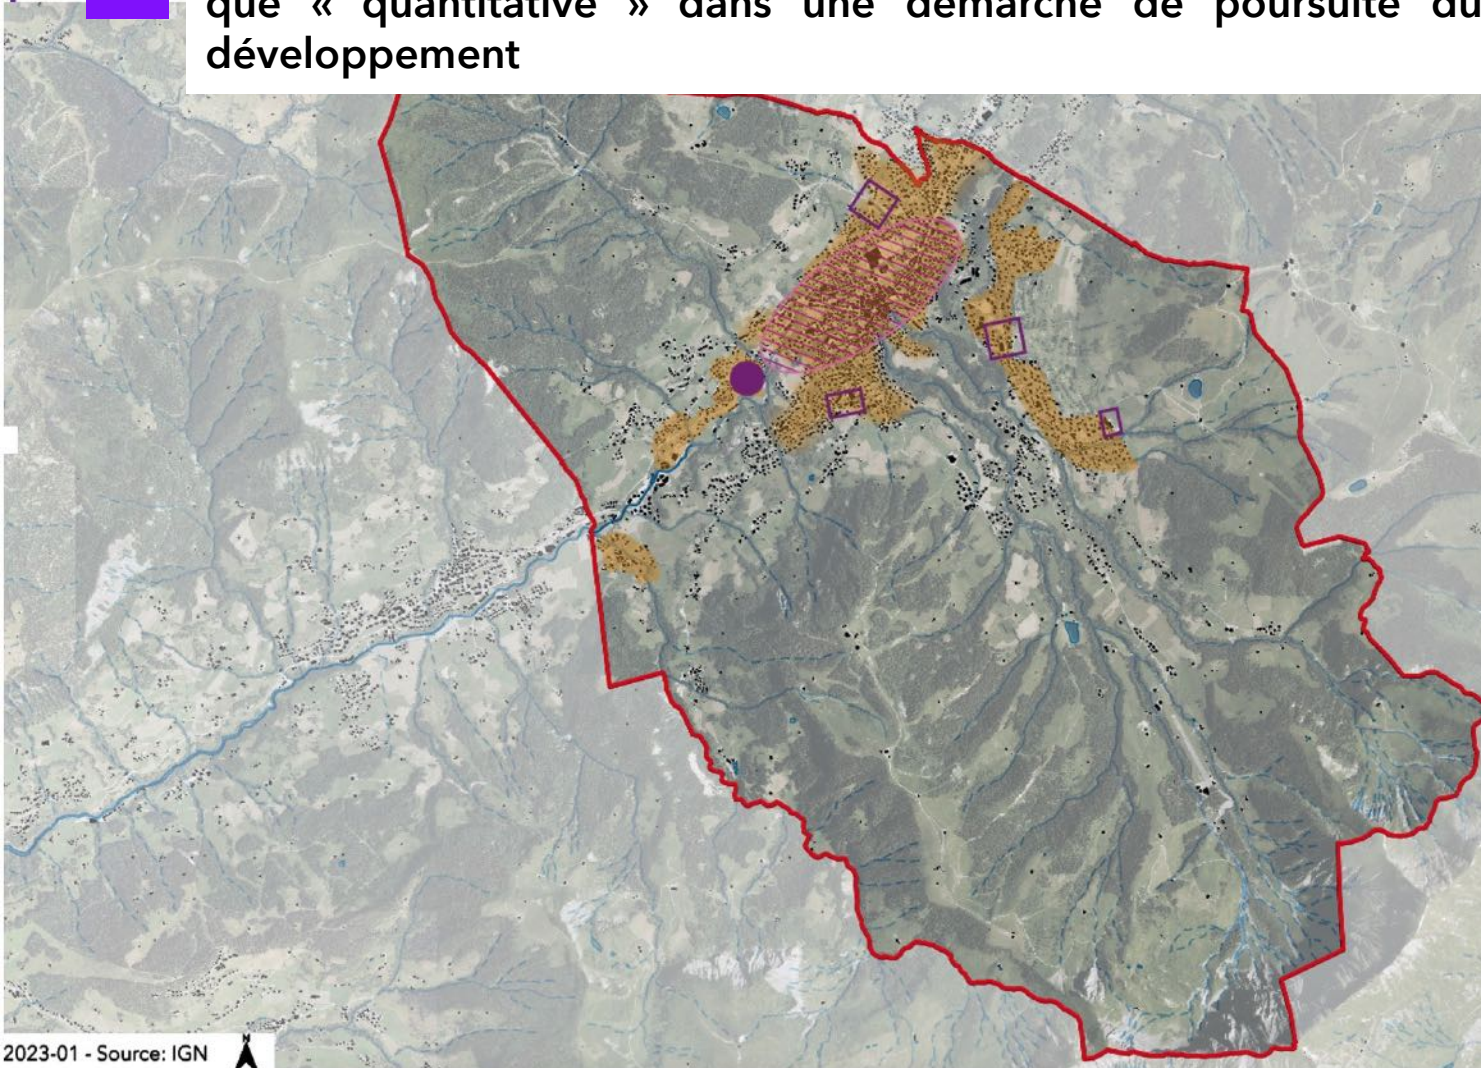 que « quantitative » dans une démarche de poursuite du
développement
2023-01 - Source: IGN
N